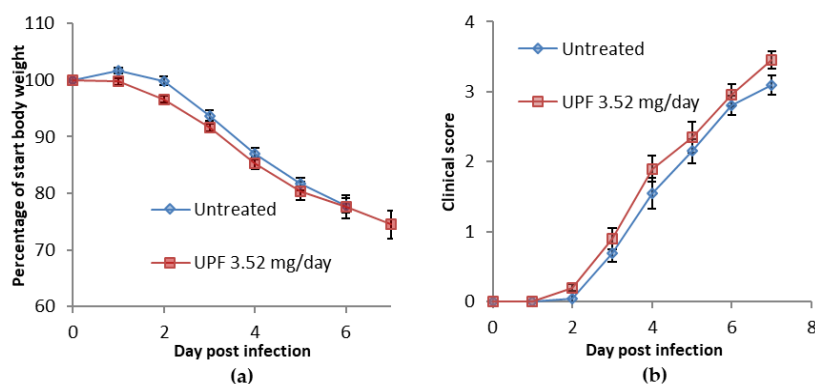 110
100
90
80
70
60
Percentage of start body weight
Untreated
UPF 3.52 mg/day
0
2
4
6
Day post infection
(a)
4
3
2
1
0
Clinical score
Untreated
UPF 3.52 mg/day
0
2
4
6
8
Day post infection
(b)